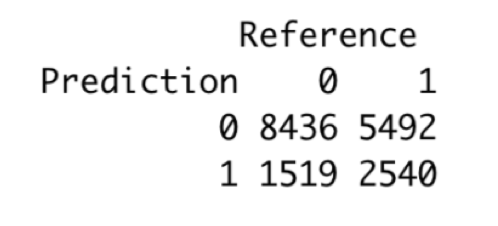 Reference
Prediction 0 1
0 8436 5492
1 1519 2540